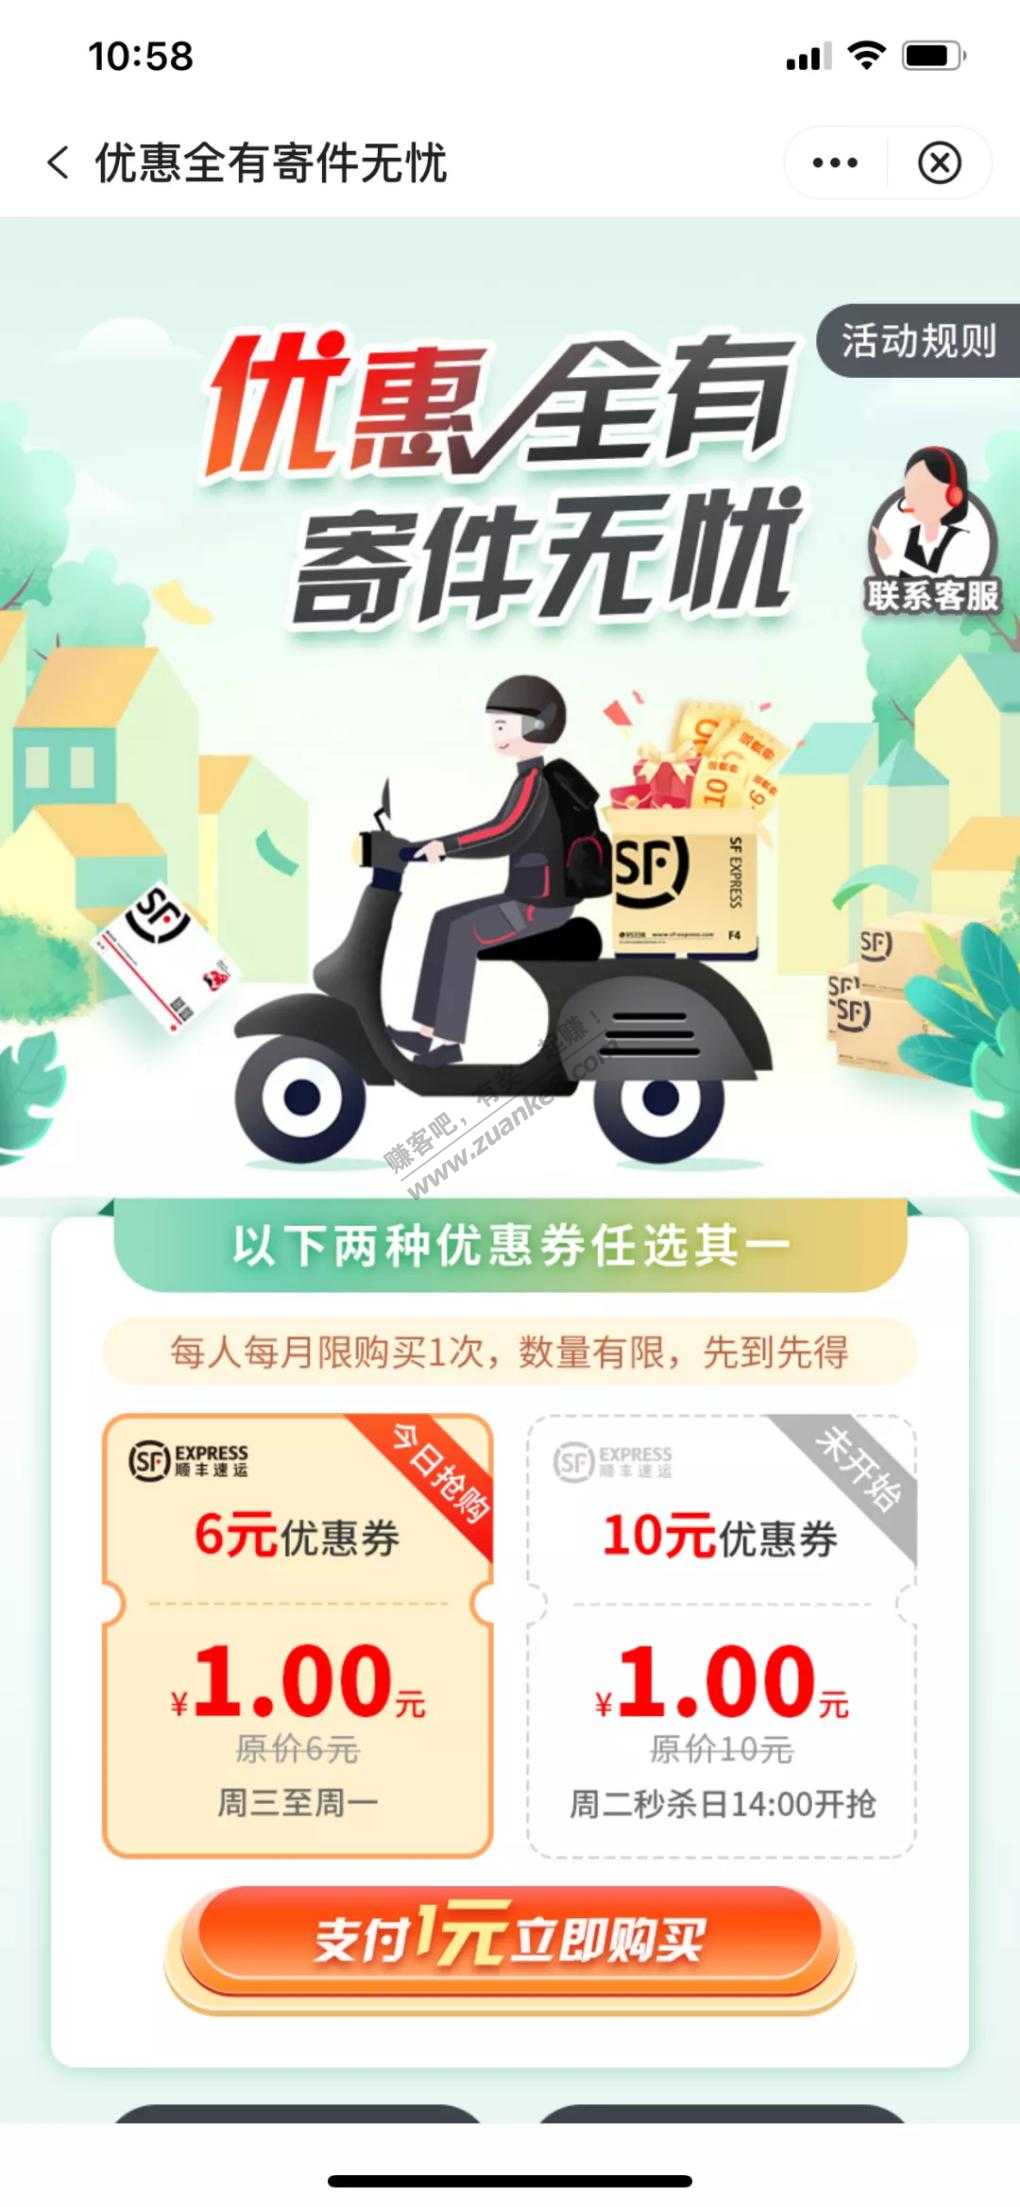 10:58
优惠全有寄件无忧
活动规则
优惠全有
寄件无忧
联系客服
10
10
SF
SF EXPRESS
F4
SF
SF
SF
SF
赚客吧，有奖一起赚！
www.zuanke8.com
以下两种优惠券任选其一
每人每月限购买1次，数量有限，先到先得
SF EXPRESS 顺丰速运
今日抢购
6元优惠券
¥1.00元
原价6元
周三至周一
SF EXPRESS 顺丰速运
未开始
10元优惠券
¥1.00元
原价10元
周二秒杀日14:00开抢
支付1元立即购买